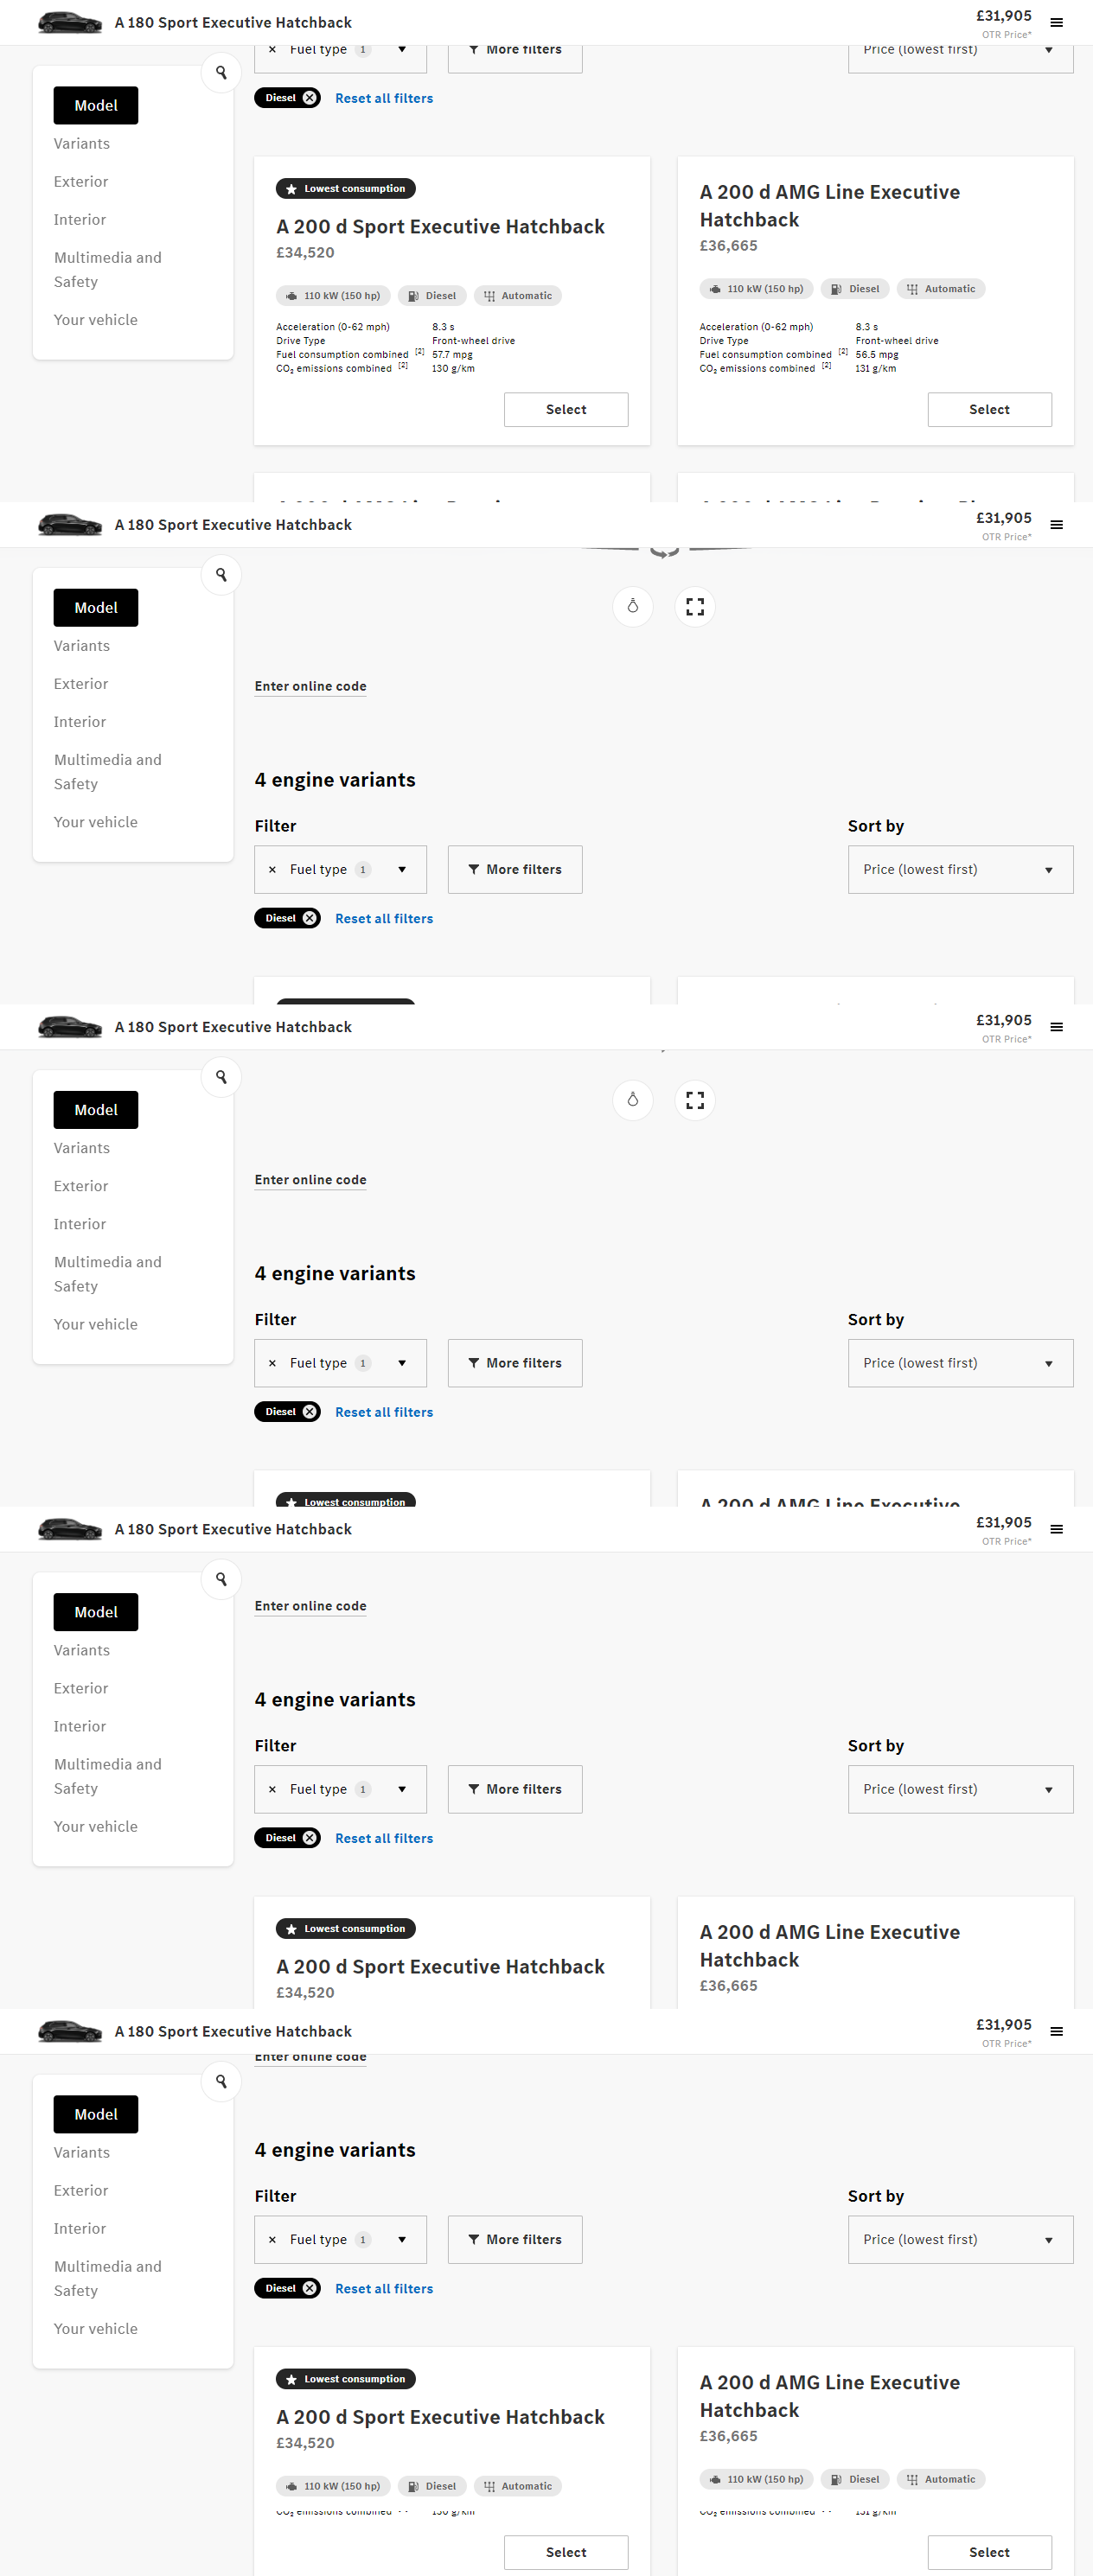 A 180 Sport Executive Hatchback
£31,905
OTR Price*
Fuel type 1
More filters
Price (lowest first)
Diesel
Reset all filters
Model
Variants
Exterior
Interior
Multimedia and
Safety
Your vehicle
Lowest consumption
A 200 d Sport Executive Hatchback
£34,520
110 kW (150 hp)
Diesel
Automatic
Acceleration (0-62 mph) 8.3 s
Drive Type Front-wheel drive
Fuel consumption combined [2] 57.7 mpg
CO₂ emissions combined [2] 130 g/km
Select
A 200 d AMG Line Executive
Hatchback
£36,665
110 kW (150 hp)
Diesel
Automatic
Acceleration (0-62 mph) 8.3 s
Drive Type Front-wheel drive
Fuel consumption combined [2] 56.5 mpg
CO₂ emissions combined [2] 131 g/km
Select
A 180 Sport Executive Hatchback
£31,905
OTR Price*
Model
Variants
Exterior
Interior
Multimedia and
Safety
Your vehicle
Enter online code
4 engine variants
Filter
Sort by
Fuel type 1
More filters
Price (lowest first)
Diesel
Reset all filters
A 180 Sport Executive Hatchback
£31,905
OTR Price*
Model
Variants
Exterior
Interior
Multimedia and
Safety
Your vehicle
Enter online code
4 engine variants
Filter
Sort by
Fuel type 1
More filters
Price (lowest first)
Diesel
Reset all filters
Lowest consumption
A 200 d AMG Line Executive
A 180 Sport Executive Hatchback
£31,905
OTR Price*
Model
Variants
Exterior
Interior
Multimedia and
Safety
Your vehicle
Enter online code
4 engine variants
Filter
Sort by
Fuel type 1
More filters
Price (lowest first)
Diesel
Reset all filters
Lowest consumption
A 200 d Sport Executive Hatchback
£34,520
A 200 d AMG Line Executive
Hatchback
£36,665
A 180 Sport Executive Hatchback
£31,905
OTR Price*
Model
Variants
Exterior
Interior
Multimedia and
Safety
Your vehicle
Enter online code
4 engine variants
Filter
Sort by
Fuel type 1
More filters
Price (lowest first)
Diesel
Reset all filters
Lowest consumption
A 200 d Sport Executive Hatchback
£34,520
110 kW (150 hp)
Diesel
Automatic
CO₂ emissions combined 130 g/km
Select
A 200 d AMG Line Executive
Hatchback
£36,665
110 kW (150 hp)
Diesel
Automatic
CO₂ emissions combined 131 g/km
Select